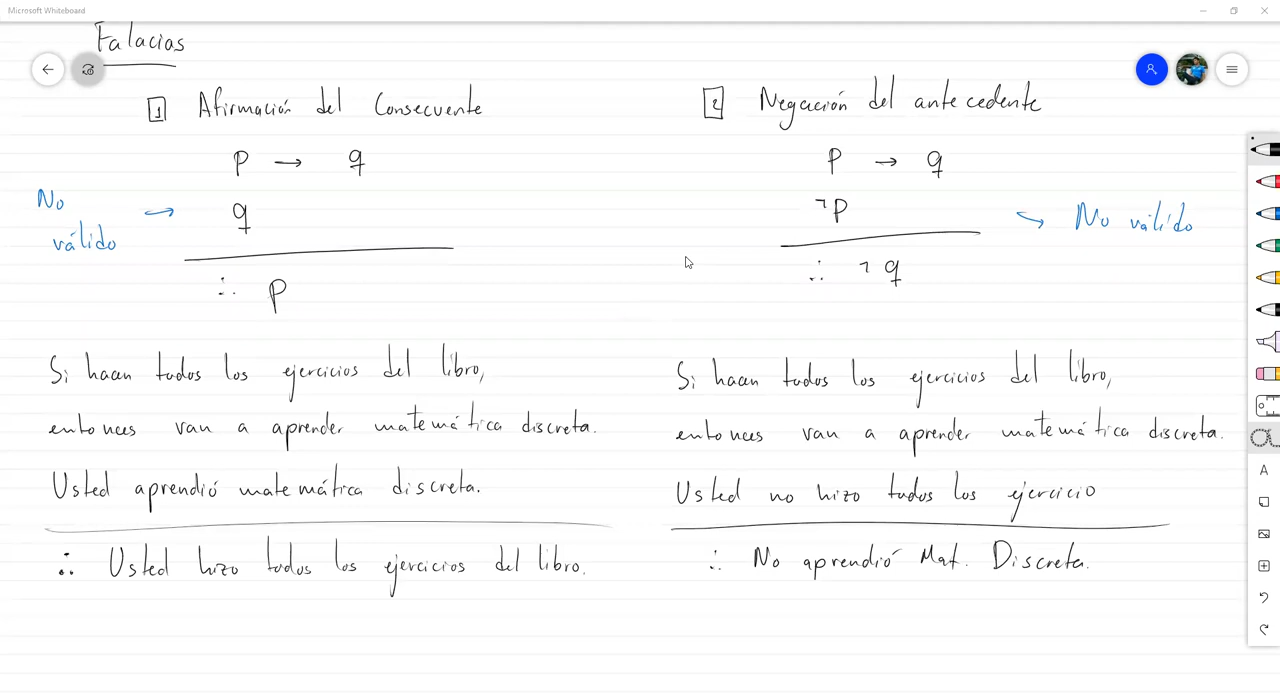 Microsoft Whiteboard
Falacias
1 Afirmación del Consecuente
p → q
No válido → q
∴ p
Si hacen todos los ejercicios del libro,
entonces van a aprender matemática discreta.
Usted aprendió matemática discreta.
∴ Usted hizo todos los ejercicios del libro.
2 Negación del antecedente
p → q
¬p
∴ ¬q
No válido
Si hacen todos los ejercicios del libro,
entonces van a aprender matemática discreta.
Usted no hizo todos los ejercicio
∴ No aprendió Mat. Discreta.
A